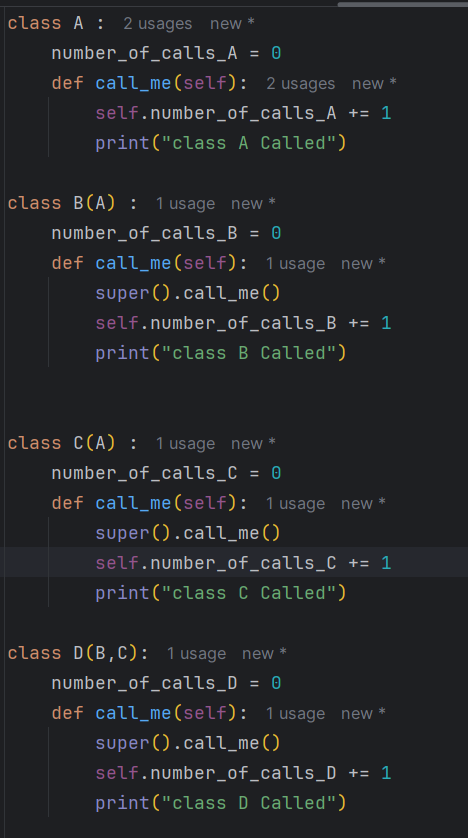 class A :  2 usages  new *
    number_of_calls_A = 0
    def call_me(self):  2 usages  new *
        self.number_of_calls_A += 1
        print("class A Called")
class B(A) :  1 usage  new *
    number_of_calls_B = 0
    def call_me(self):  1 usage  new *
        super().call_me()
        self.number_of_calls_B += 1
        print("class B Called")
class C(A) :  1 usage  new *
    number_of_calls_C = 0
    def call_me(self):  1 usage  new *
        super().call_me()
        self.number_of_calls_C += 1
        print("class C Called")
class D(B,C):  1 usage  new *
    number_of_calls_D = 0
    def call_me(self):  1 usage  new *
        super().call_me()
        self.number_of_calls_D += 1
        print("class D Called")